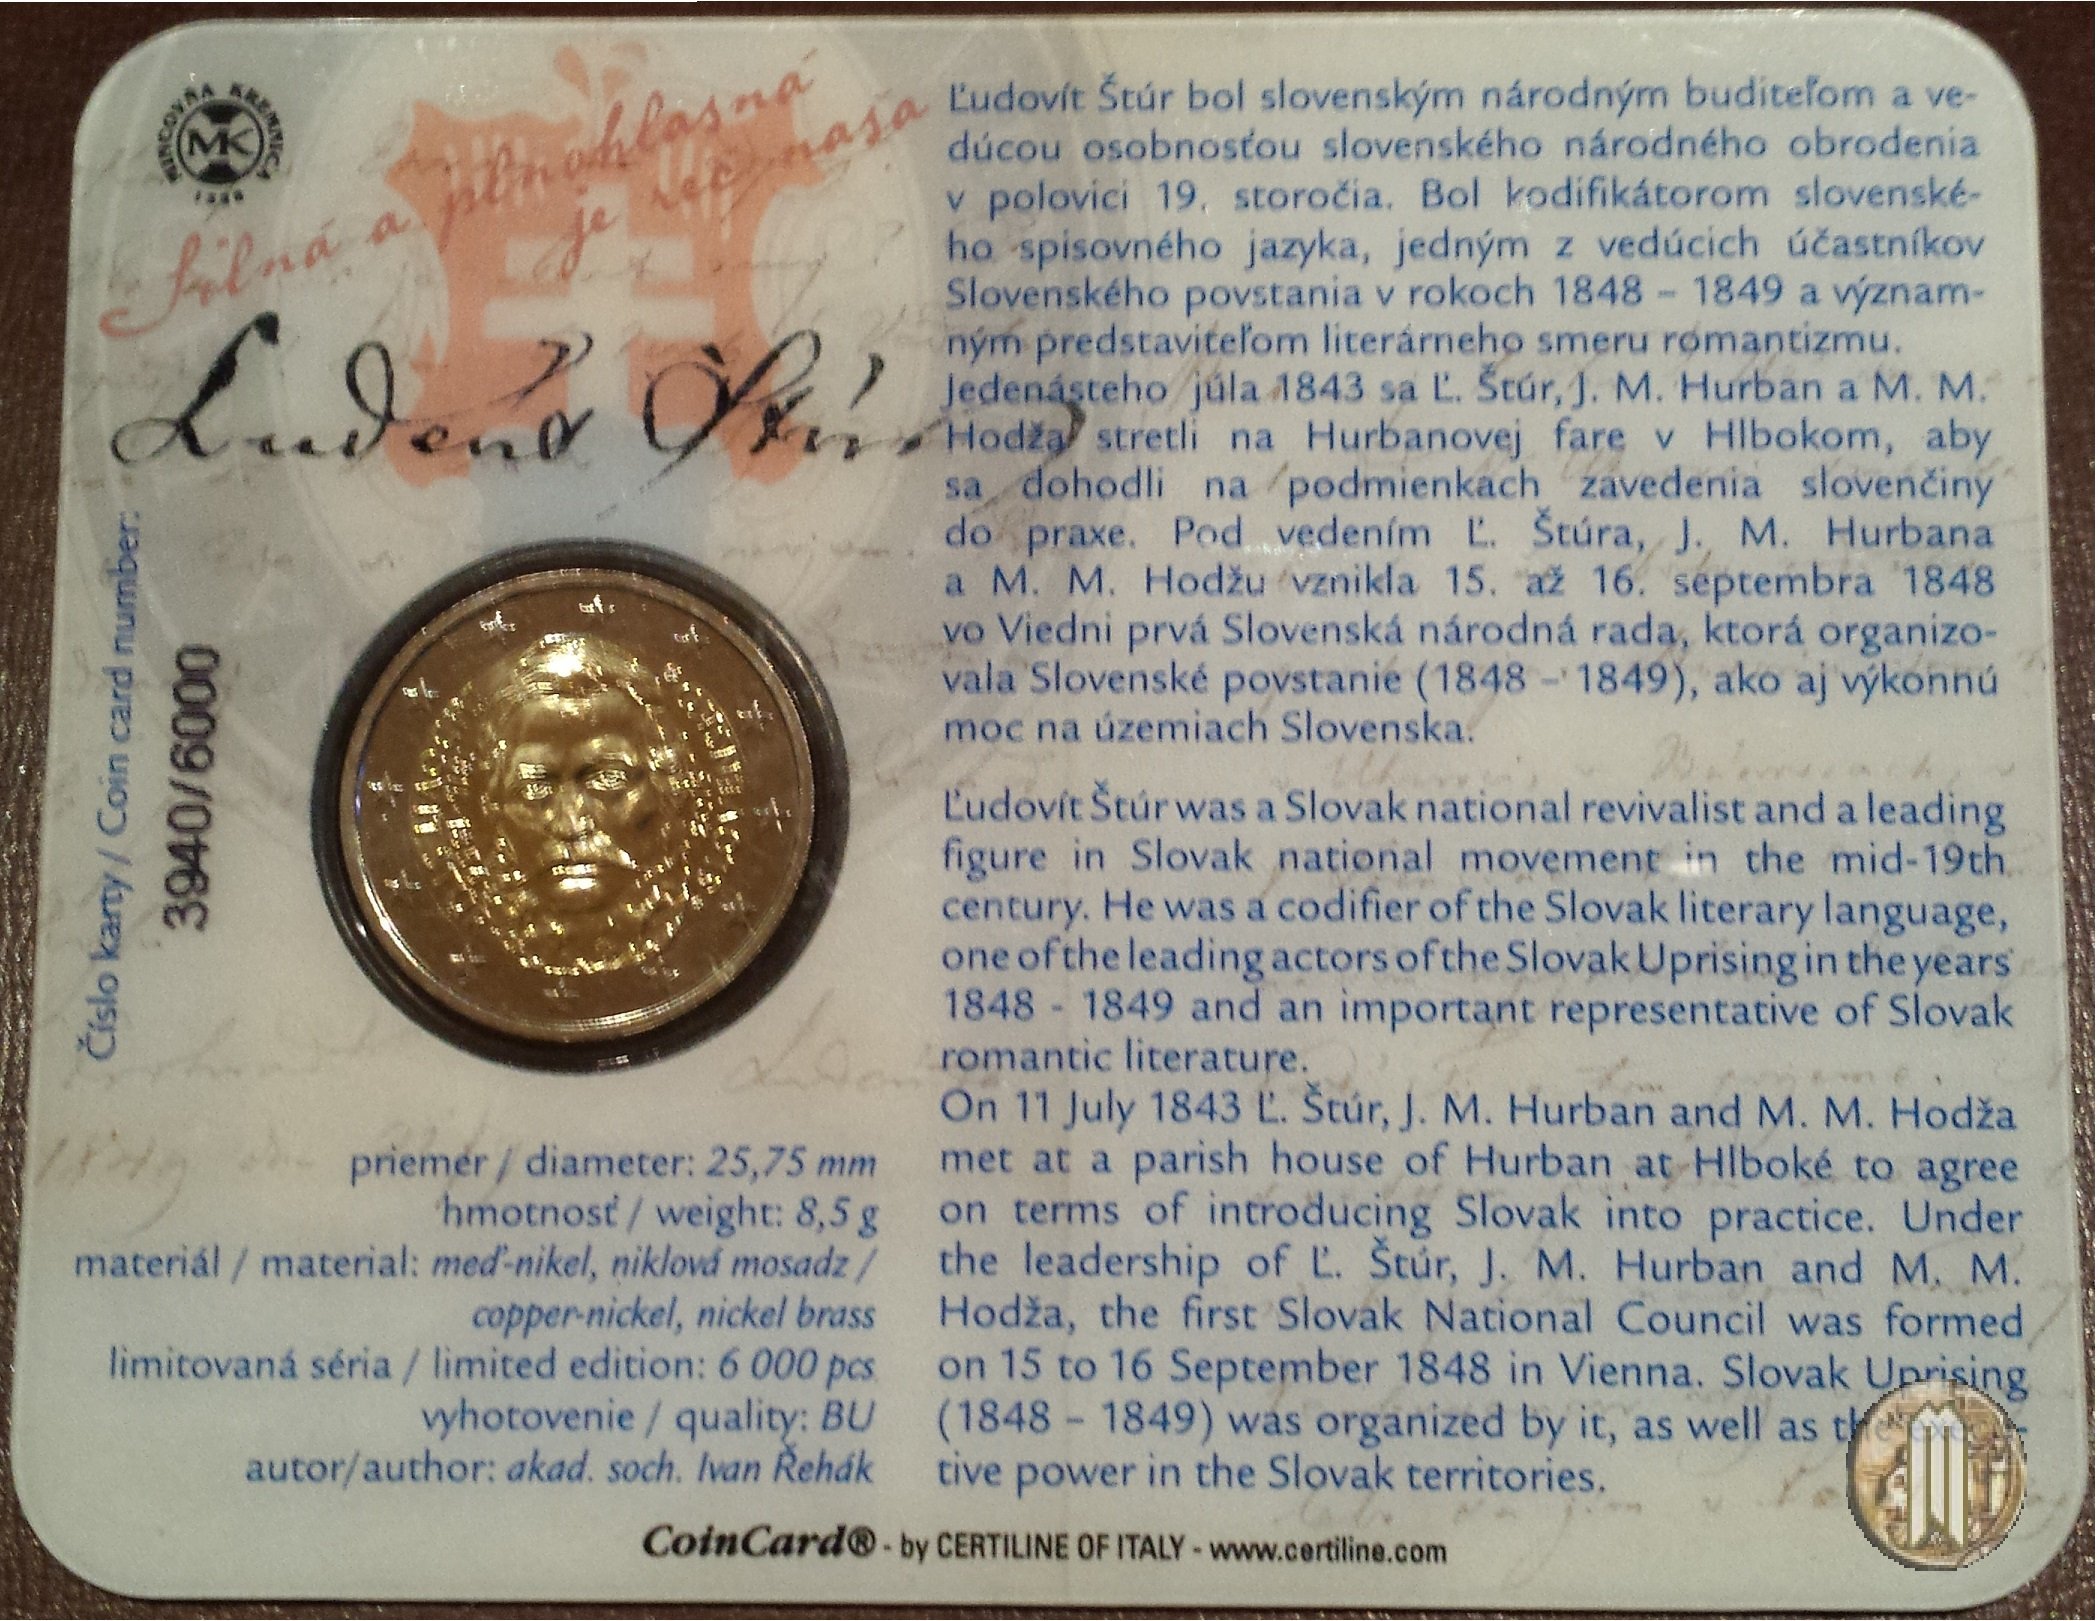 MINCOVŇA KREMNICA
MK
1328
Silná a plnohlasná
je reč naša
Ľudevít Štúr
Číslo karty / Coin card number:
3940/6000
priemer / diameter: 25,75 mm
hmotnosť / weight: 8,5 g
materiál / material: meď-nikel, niklová mosadz /
copper-nickel, nickel brass
limitovaná séria / limited edition: 6 000 pcs
vyhotovenie / quality: BU
autor/author: akad. soch. Ivan Řehák
Ľudovít Štúr bol slovenským národným buditeľom a ve-
dúcou osobnosťou slovenského národného obrodenia
v polovici 19. storočia. Bol kodifikátorom slovenské-
ho spisovného jazyka, jedným z vedúcich účastníkov
Slovenského povstania v rokoch 1848 – 1849 a význam-
ným predstaviteľom literárneho smeru romantizmu.
Jedenásteho júla 1843 sa Ľ. Štúr, J. M. Hurban a M. M.
Hodža stretli na Hurbanovej fare v Hlbokom, aby
sa dohodli na podmienkach zavedenia slovenčiny
do praxe. Pod vedením Ľ. Štúra, J. M. Hurbana
a M. M. Hodžu vznikla 15. až 16. septembra 1848
vo Viedni prvá Slovenská národná rada, ktorá organizo-
vala Slovenské povstanie (1848 – 1849), ako aj výkonnú
moc na územiach Slovenska.
Ľudovít Štúr was a Slovak national revivalist and a leading
figure in Slovak national movement in the mid-19th
century. He was a codifier of the Slovak literary language,
one of the leading actors of the Slovak Uprising in the years
1848 - 1849 and an important representative of Slovak
romantic literature.
On 11 July 1843 Ľ. Štúr, J. M. Hurban and M. M. Hodža
met at a parish house of Hurban at Hlboké to agree
on terms of introducing Slovak into practice. Under
the leadership of Ľ. Štúr, J. M. Hurban and M. M.
Hodža, the first Slovak National Council was formed
on 15 to 16 September 1848 in Vienna. Slovak Uprising
(1848 – 1849) was organized by it, as well as the execu-
tive power in the Slovak territories.
CoinCard® - by CERTILINE OF ITALY - www.certiline.com